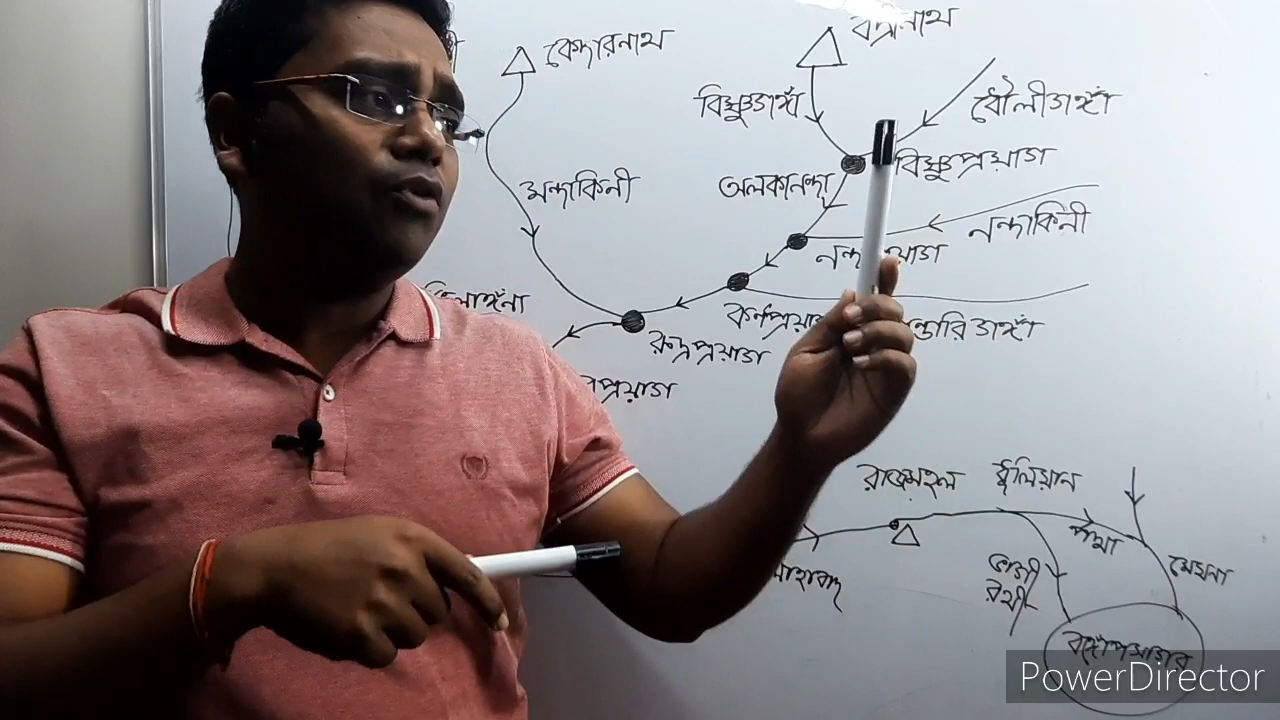 কেদারনাথ
বদ্রীনাথ
বিষ্ণুগঙ্গা
ধৌলীগঙ্গা
বিষ্ণুপ্রয়াগ
অলকানন্দা
মন্দাকিনী
নন্দাকিনী
রুদ্রপ্রয়াগ
রাজমহল
ধুলিয়ান
পদ্মা
মেঘনা
ভাগী
রথী
বঙ্গোপসাগর
PowerDirector